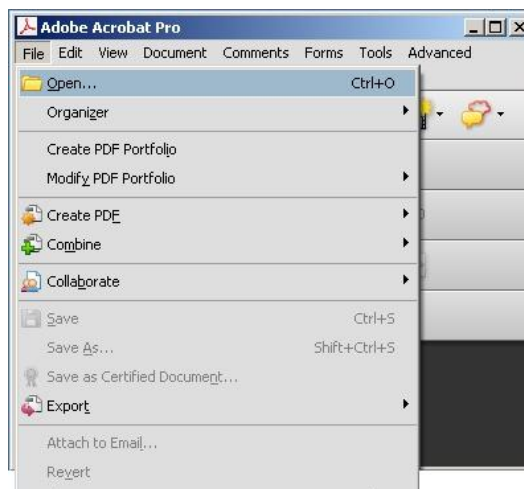 Adobe Acrobat Pro
File Edit View Document Comments Forms Tools Advanced
Open... Ctrl+O
Organizer
Create PDF Portfolio
Modify PDF Portfolio
Create PDF
Combine
Collaborate
Save Ctrl+S
Save As... Shift+Ctrl+S
Save as Certified Document...
Export
Attach to Email...
Revert